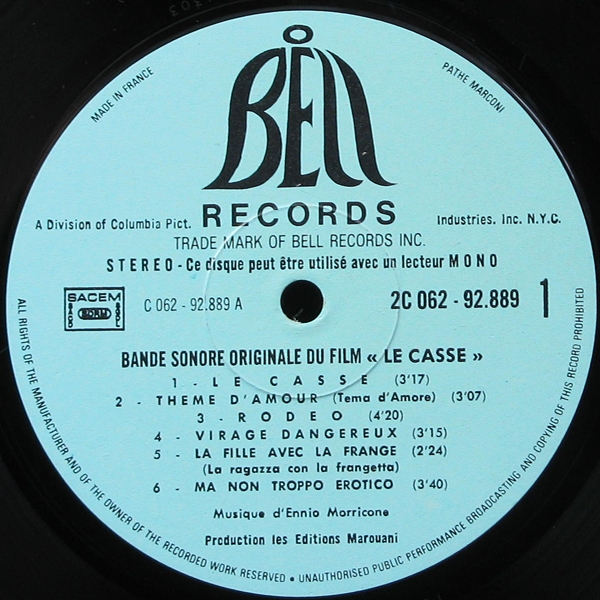 BELL
MADE IN FRANCE
PATHE MARCONI
A Division of Columbia Pict. RECORDS Industries. Inc. N.Y.C.
TRADE MARK OF BELL RECORDS INC.
STEREO - Ce disque peut être utilisé avec un lecteur MONO
SACEM
C 062 - 92.889 A
2C 062 - 92.889 1
BANDE SONORE ORIGINALE DU FILM « LE CASSE »
1 - LE CASSE (3'17)
2 - THEME D'AMOUR (Tema d'Amore) (3'07)
3 - RODEO (4'20)
4 - VIRAGE DANGEREUX (3'15)
5 - LA FILLE AVEC LA FRANGE (2'24)
(La ragazza con la frangetta)
6 - MA NON TROPPO EROTICO (3'40)
Musique d'Ennio Morricone
Production les Editions Marouani
ALL RIGHTS OF THE MANUFACTURER AND OF THE OWNER OF THE RECORDED WORK RESERVED • UNAUTHORISED PUBLIC PERFORMANCE BROADCASTING AND COPYING OF THIS RECORD PROHIBITED